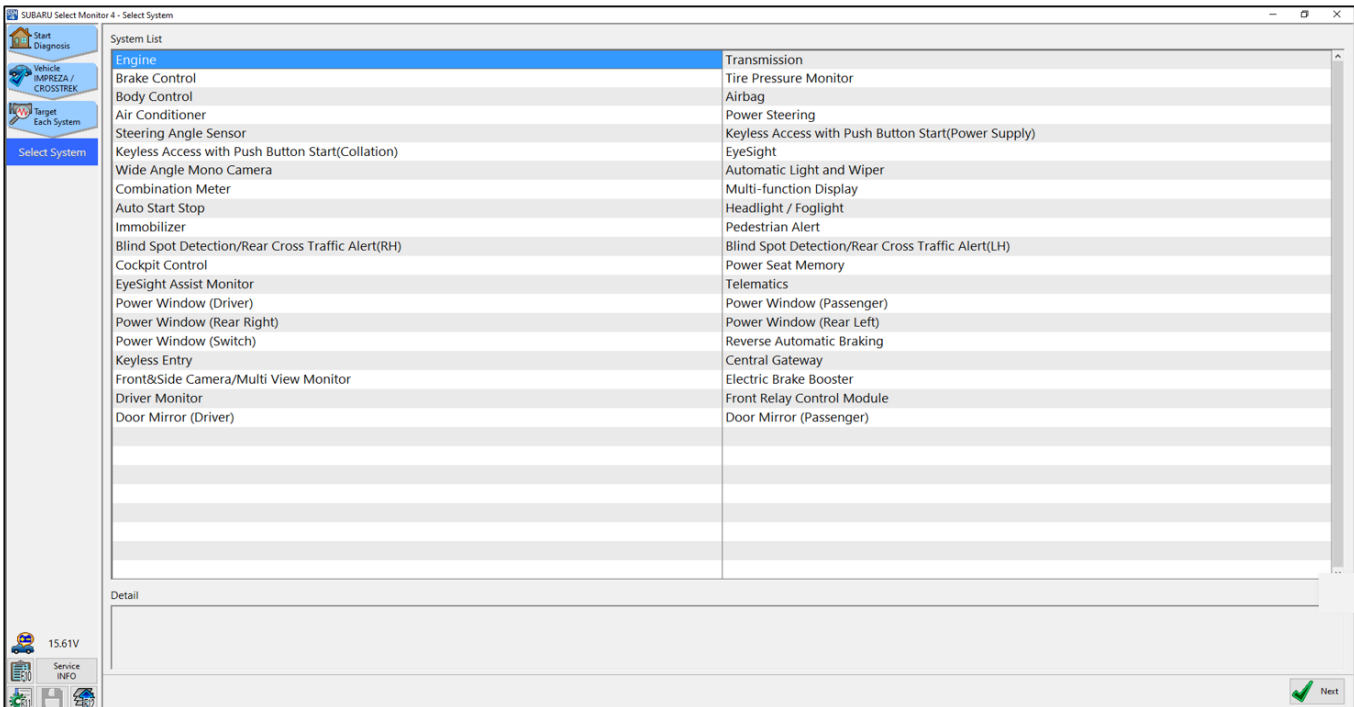 SUBARU Select Monitor 4 - Select System
Start
Diagnosis
Vehicle
IMPREZA /
CROSSTREK
Target
Each System
Select System
System List
Engine
Transmission
Brake Control
Tire Pressure Monitor
Body Control
Airbag
Air Conditioner
Power Steering
Steering Angle Sensor
Keyless Access with Push Button Start(Power Supply)
Keyless Access with Push Button Start(Collation)
EyeSight
Wide Angle Mono Camera
Automatic Light and Wiper
Combination Meter
Multi-function Display
Auto Start Stop
Headlight / Foglight
Immobilizer
Pedestrian Alert
Blind Spot Detection/Rear Cross Traffic Alert(RH)
Blind Spot Detection/Rear Cross Traffic Alert(LH)
Cockpit Control
Power Seat Memory
EyeSight Assist Monitor
Telematics
Power Window (Driver)
Power Window (Passenger)
Power Window (Rear Right)
Power Window (Rear Left)
Power Window (Switch)
Reverse Automatic Braking
Keyless Entry
Central Gateway
Front&Side Camera/Multi View Monitor
Electric Brake Booster
Driver Monitor
Front Relay Control Module
Door Mirror (Driver)
Door Mirror (Passenger)
Detail
15.61V
Service
INFO
Next